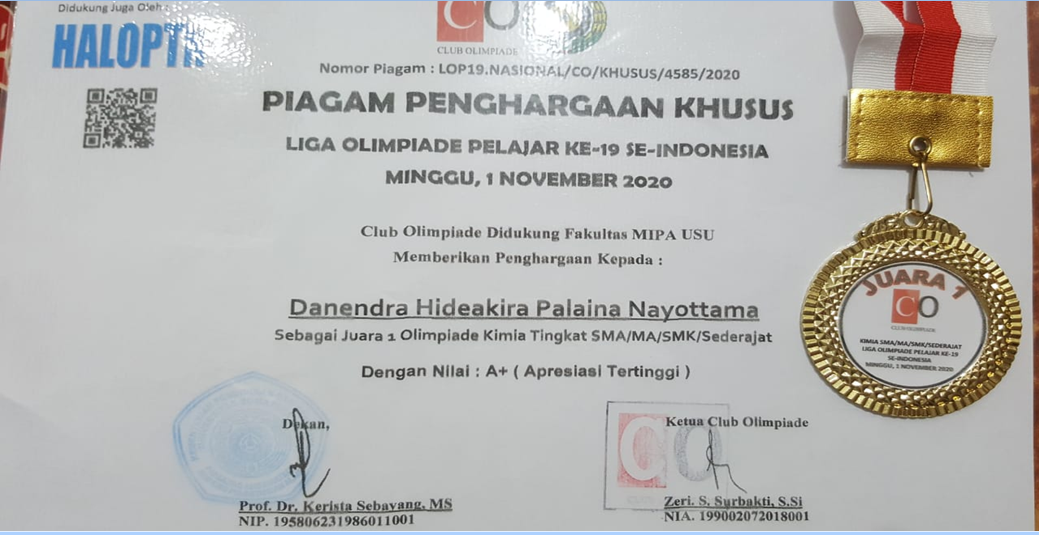 Didukung Juga Oleh :
CO
CLUB OLIMPIADE
Nomor Piagam : LOP19.NASIONAL/CO/KHUSUS/4585/2020
PIAGAM PENGHARGAAN KHUSUS
LIGA OLIMPIADE PELAJAR KE-19 SE-INDONESIA
MINGGU, 1 NOVEMBER 2020
Club Olimpiade Didukung Fakultas MIPA USU
Memberikan Penghargaan Kepada :
Danendra Hideakira Palaina Nayottama
Sebagai Juara 1 Olimpiade Kimia Tingkat SMA/MA/SMK/Sederajat
Dengan Nilai : A+ ( Apresiasi Tertinggi )
Dekan,
Prof. Dr. Kerista Sebayang, MS
NIP. 195806231986011001
Ketua Club Olimpiade
CO
Zeri. S. Surbakti, S.Si
NIA. 199002072018001
JUARA 1
CO
CLUB OLIMPIADE
KIMIA SMA/MA/SMK/SEDERAJAT
LIGA OLIMPIADE PELAJAR KE-19
SE-INDONESIA
MINGGU, 1 NOVEMBER 2020